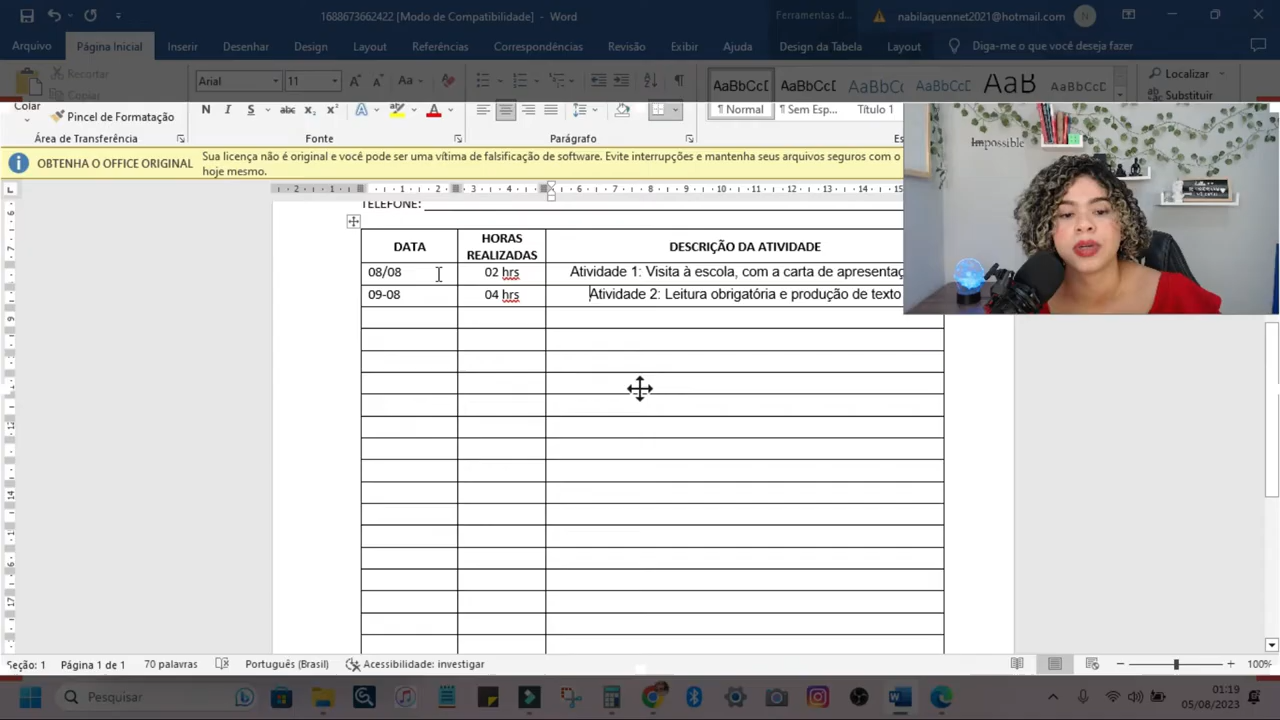 1688673662422 [Modo de Compatibilidade] - Word
Ferramentas d...
nabilaquennet2021@hotmail.com
N
Arquivo
Página Inicial
Inserir
Desenhar
Design
Layout
Referências
Correspondências
Revisão
Exibir
Ajuda
Design da Tabela
Layout
Diga-me o que você deseja fazer
Recortar
Copiar
Colar
Pincel de Formatação
Arial
11
AaBbCcD
AaBbCcD
AaBbCcD
AaB
AaBbCcD
Normal
Sem Esp...
Título 1
Localizar
Substituir
Área de Transferência
Fonte
Parágrafo
Es
Impossible
OBTENHA O OFFICE ORIGINAL
Sua licença não é original e você pode ser uma vítima de falsificação de software. Evite interrupções e mantenha seus arquivos seguros com o
hoje mesmo.
TELEFONE:
DATA
HORAS REALIZADAS
DESCRIÇÃO DA ATIVIDADE
08/08
02 hrs
Atividade 1: Visita à escola, com a carta de apresentaç
09-08
04 hrs
Atividade 2: Leitura obrigatória e produção de texto
Seção: 1
Página 1 de 1
70 palavras
Português (Brasil)
Acessibilidade: investigar
100%
Pesquisar
01:19
05/08/2023